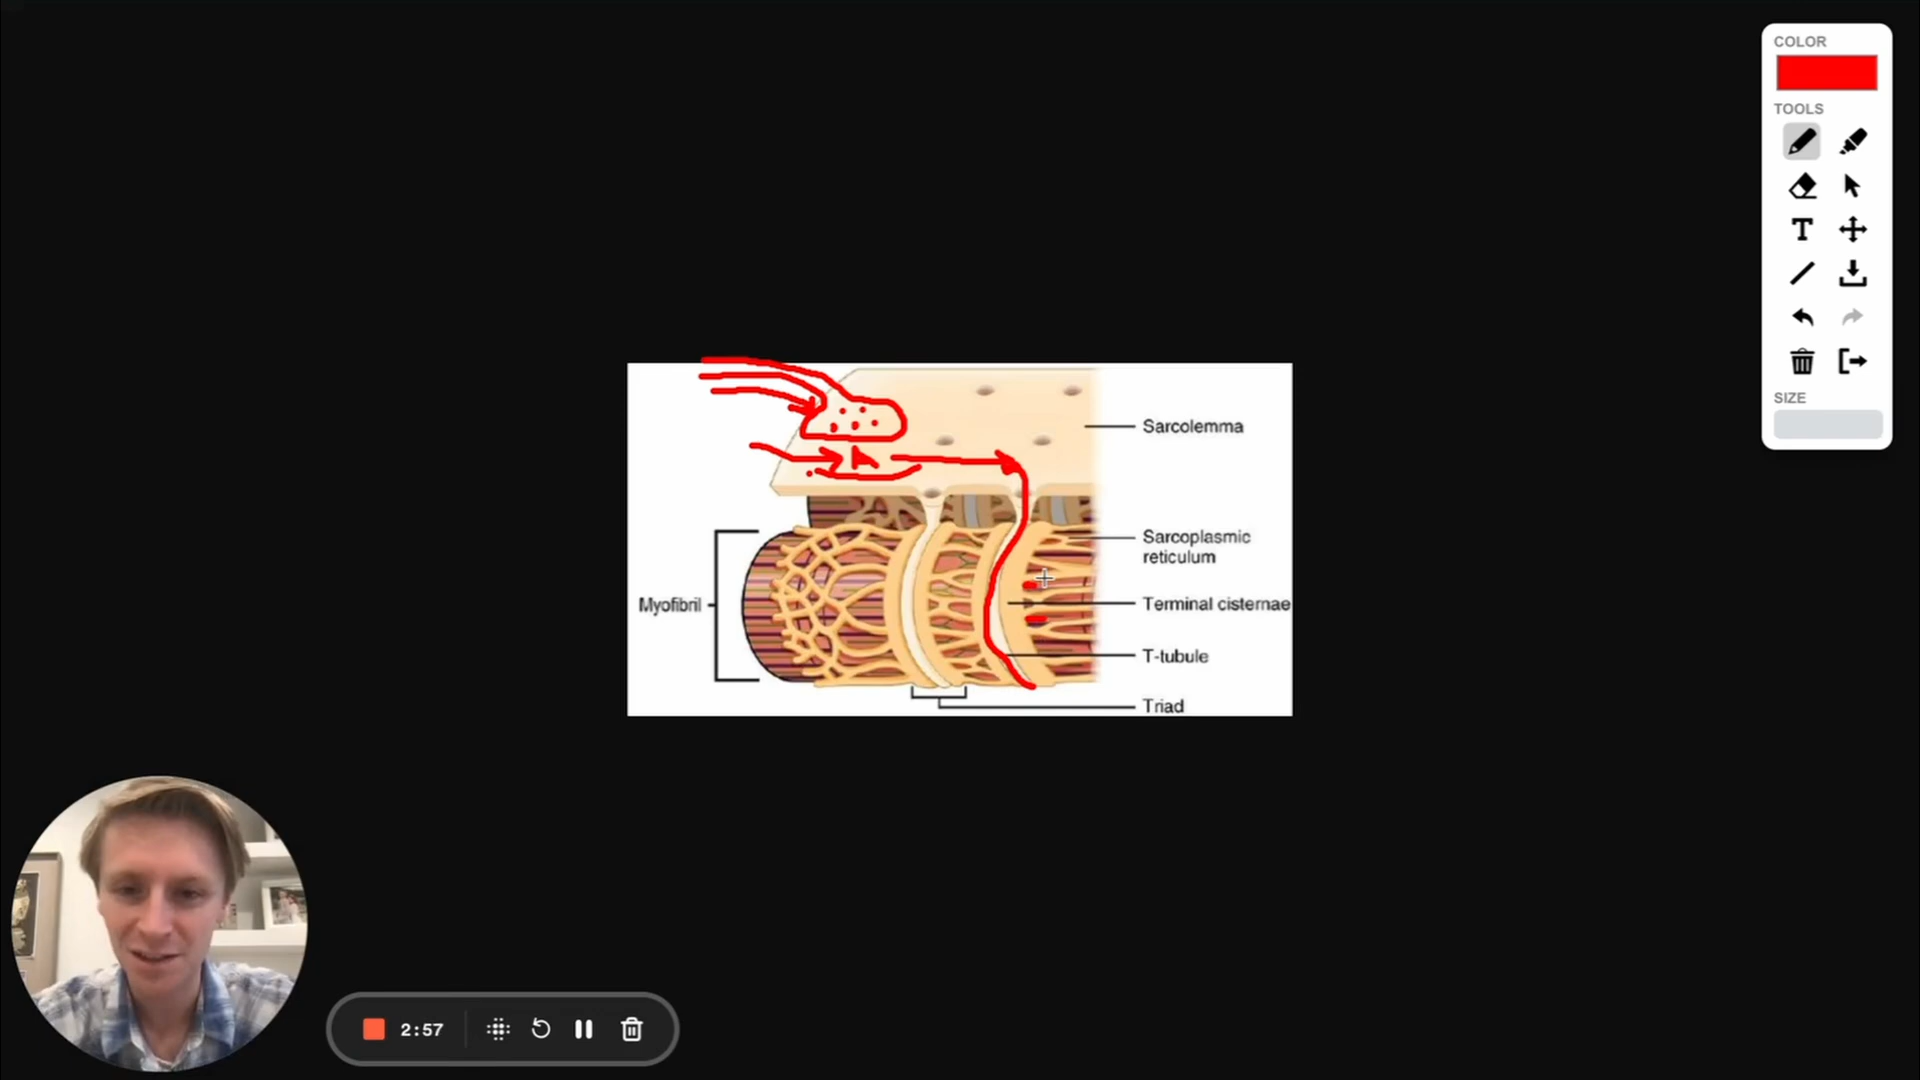 COLOR
TOOLS
T
SIZE
Sarcolemma
Sarcoplasmic
reticulum
Myofibril
Terminal cisternae
T-tubule
Triad
2:57